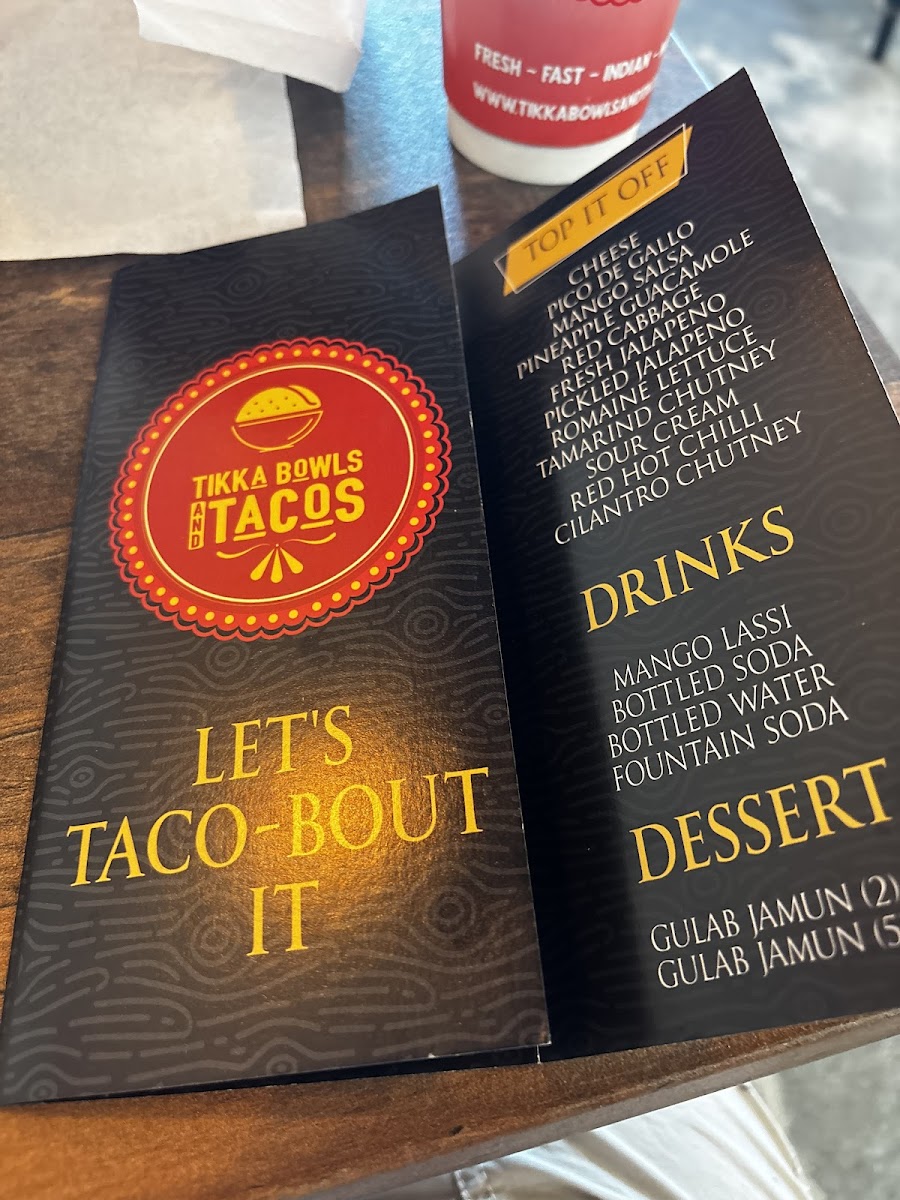 FRESH - FAST - INDIAN -
TIKKA BOWLS
AND
TACOS
LET'S
TACO-BOUT
IT
TOP IT OFF
CHEESE
PICO DE GALLO
MANGO SALSA
PINEAPPLE GUACAMOLE
RED CABBAGE
FRESH JALAPENO
PICKLED JALAPENO
ROMAINE LETTUCE
TAMARIND CHUTNEY
SOUR CREAM
RED HOT CHILLI
CILANTRO CHUTNEY
DRINKS
MANGO LASSI
BOTTLED SODA
BOTTLED WATER
FOUNTAIN SODA
DESSERT
GULAB JAMUN (2)
GULAB JAMUN (5